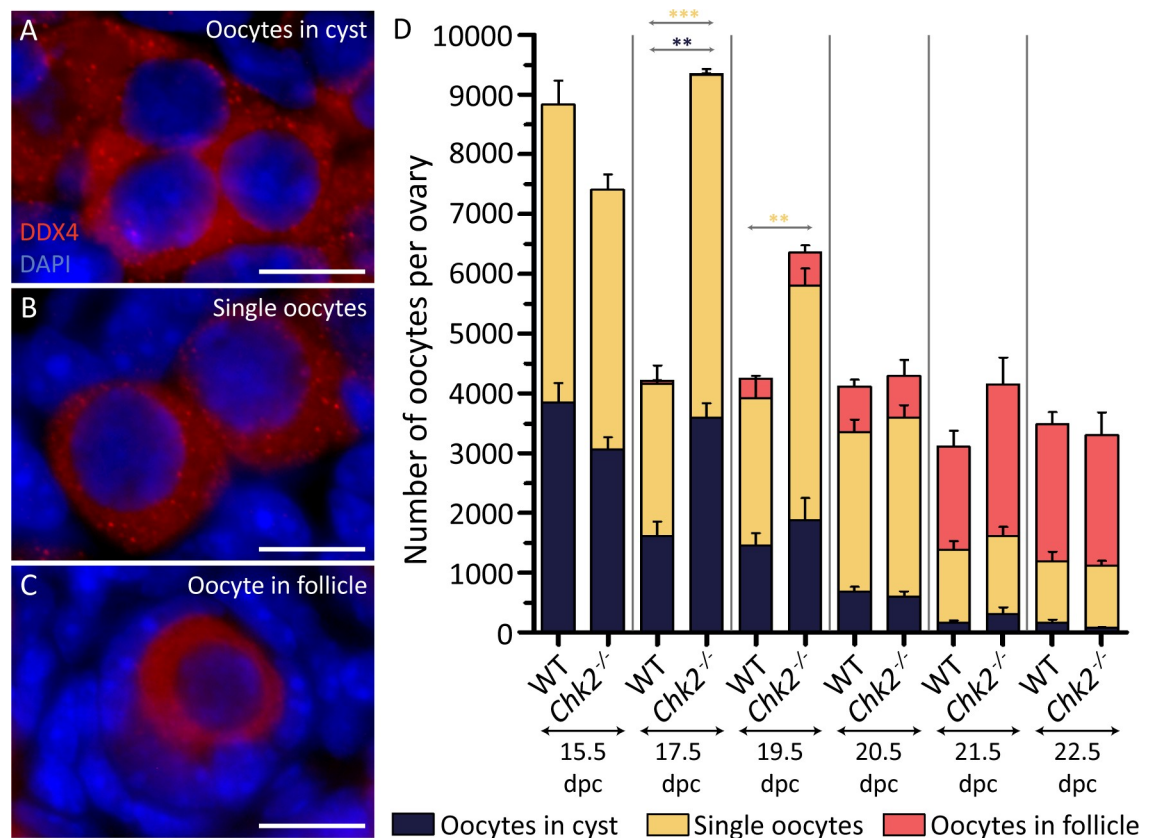 A
Oocytes in cyst
DDX4
DAPI
B
Single oocytes
C
Oocyte in follicle
D
***
**
**
Number of oocytes per ovary
10000
9000
8000
7000
6000
5000
4000
3000
2000
1000
0
WT Chk2-/- WT Chk2-/- WT Chk2-/- WT Chk2-/- WT Chk2-/- WT Chk2-/-
15.5 17.5 19.5 20.5 21.5 22.5
dpc dpc dpc dpc dpc dpc
Oocytes in cyst Single oocytes Oocytes in follicle